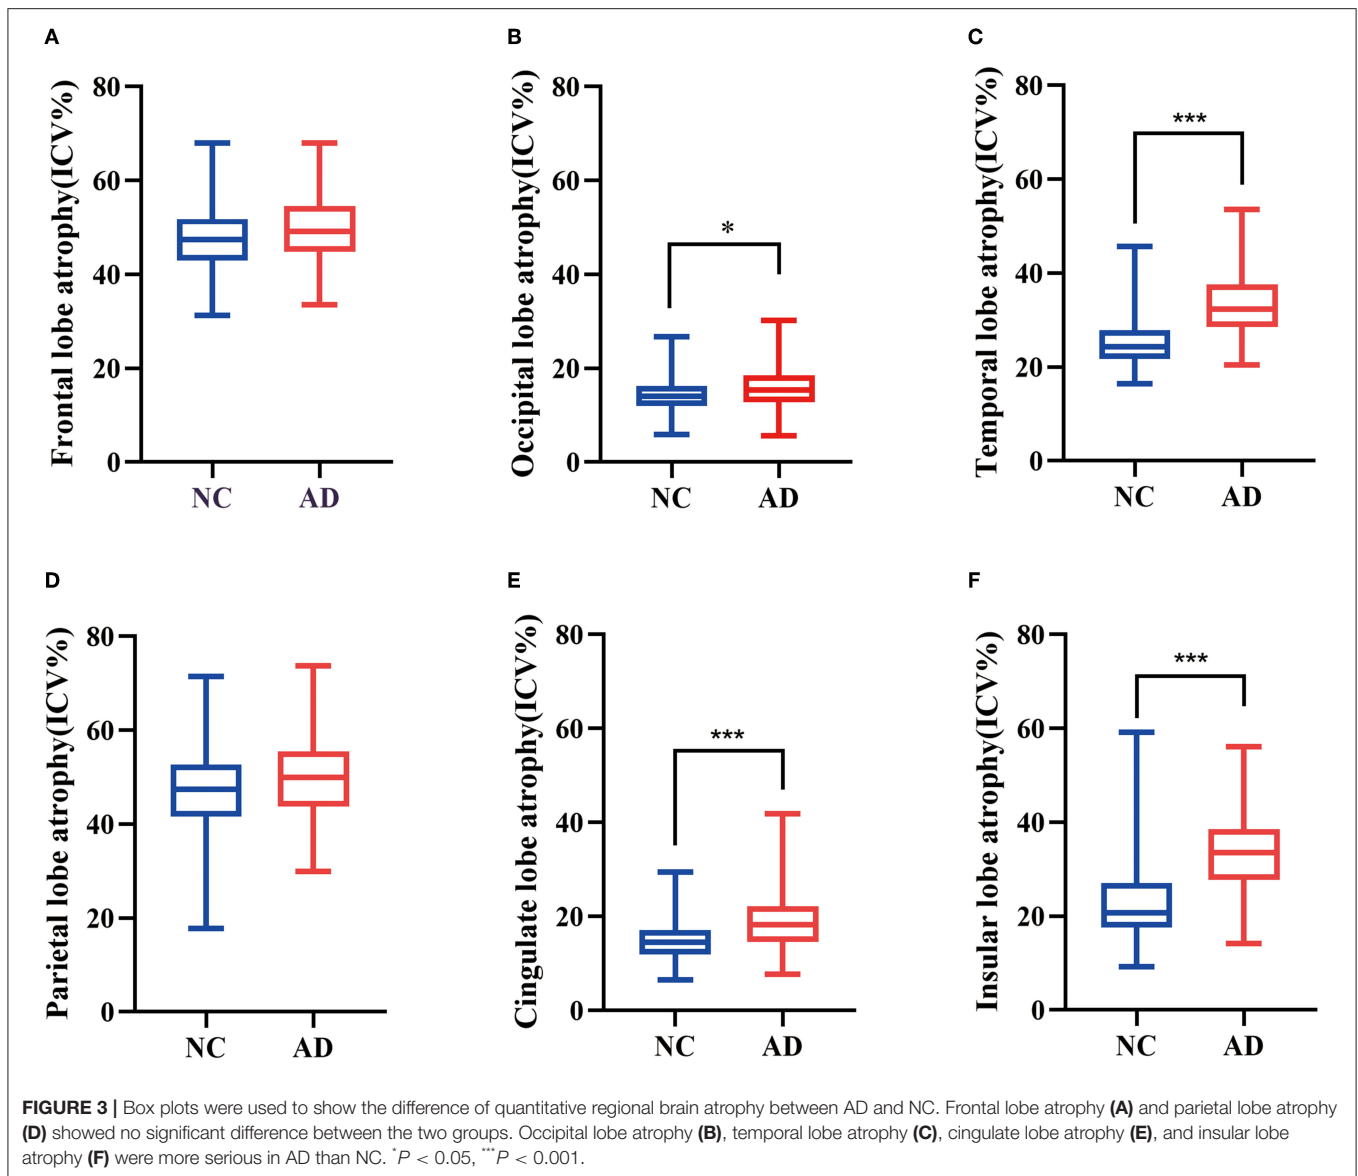 A
Frontal lobe atrophy(ICV%)
80
60
40
20
0
NC AD
B
Occipital lobe atrophy(ICV%)
80
60
40
20
0
*
NC AD
C
Temporal lobe atrophy(ICV%)
80
60
40
20
0
***
NC AD
D
Parietal lobe atrophy(ICV%)
80
60
40
20
0
NC AD
E
Cingulate lobe atrophy(ICV%)
80
60
40
20
0
***
NC AD
F
Insular lobe atrophy(ICV%)
80
60
40
20
0
***
NC AD
FIGURE 3 | Box plots were used to show the difference of quantitative regional brain atrophy between AD and NC. Frontal lobe atrophy (A) and parietal lobe atrophy
(D) showed no significant difference between the two groups. Occipital lobe atrophy (B), temporal lobe atrophy (C), cingulate lobe atrophy (E), and insular lobe
atrophy (F) were more serious in AD than NC. *P < 0.05, ***P < 0.001.